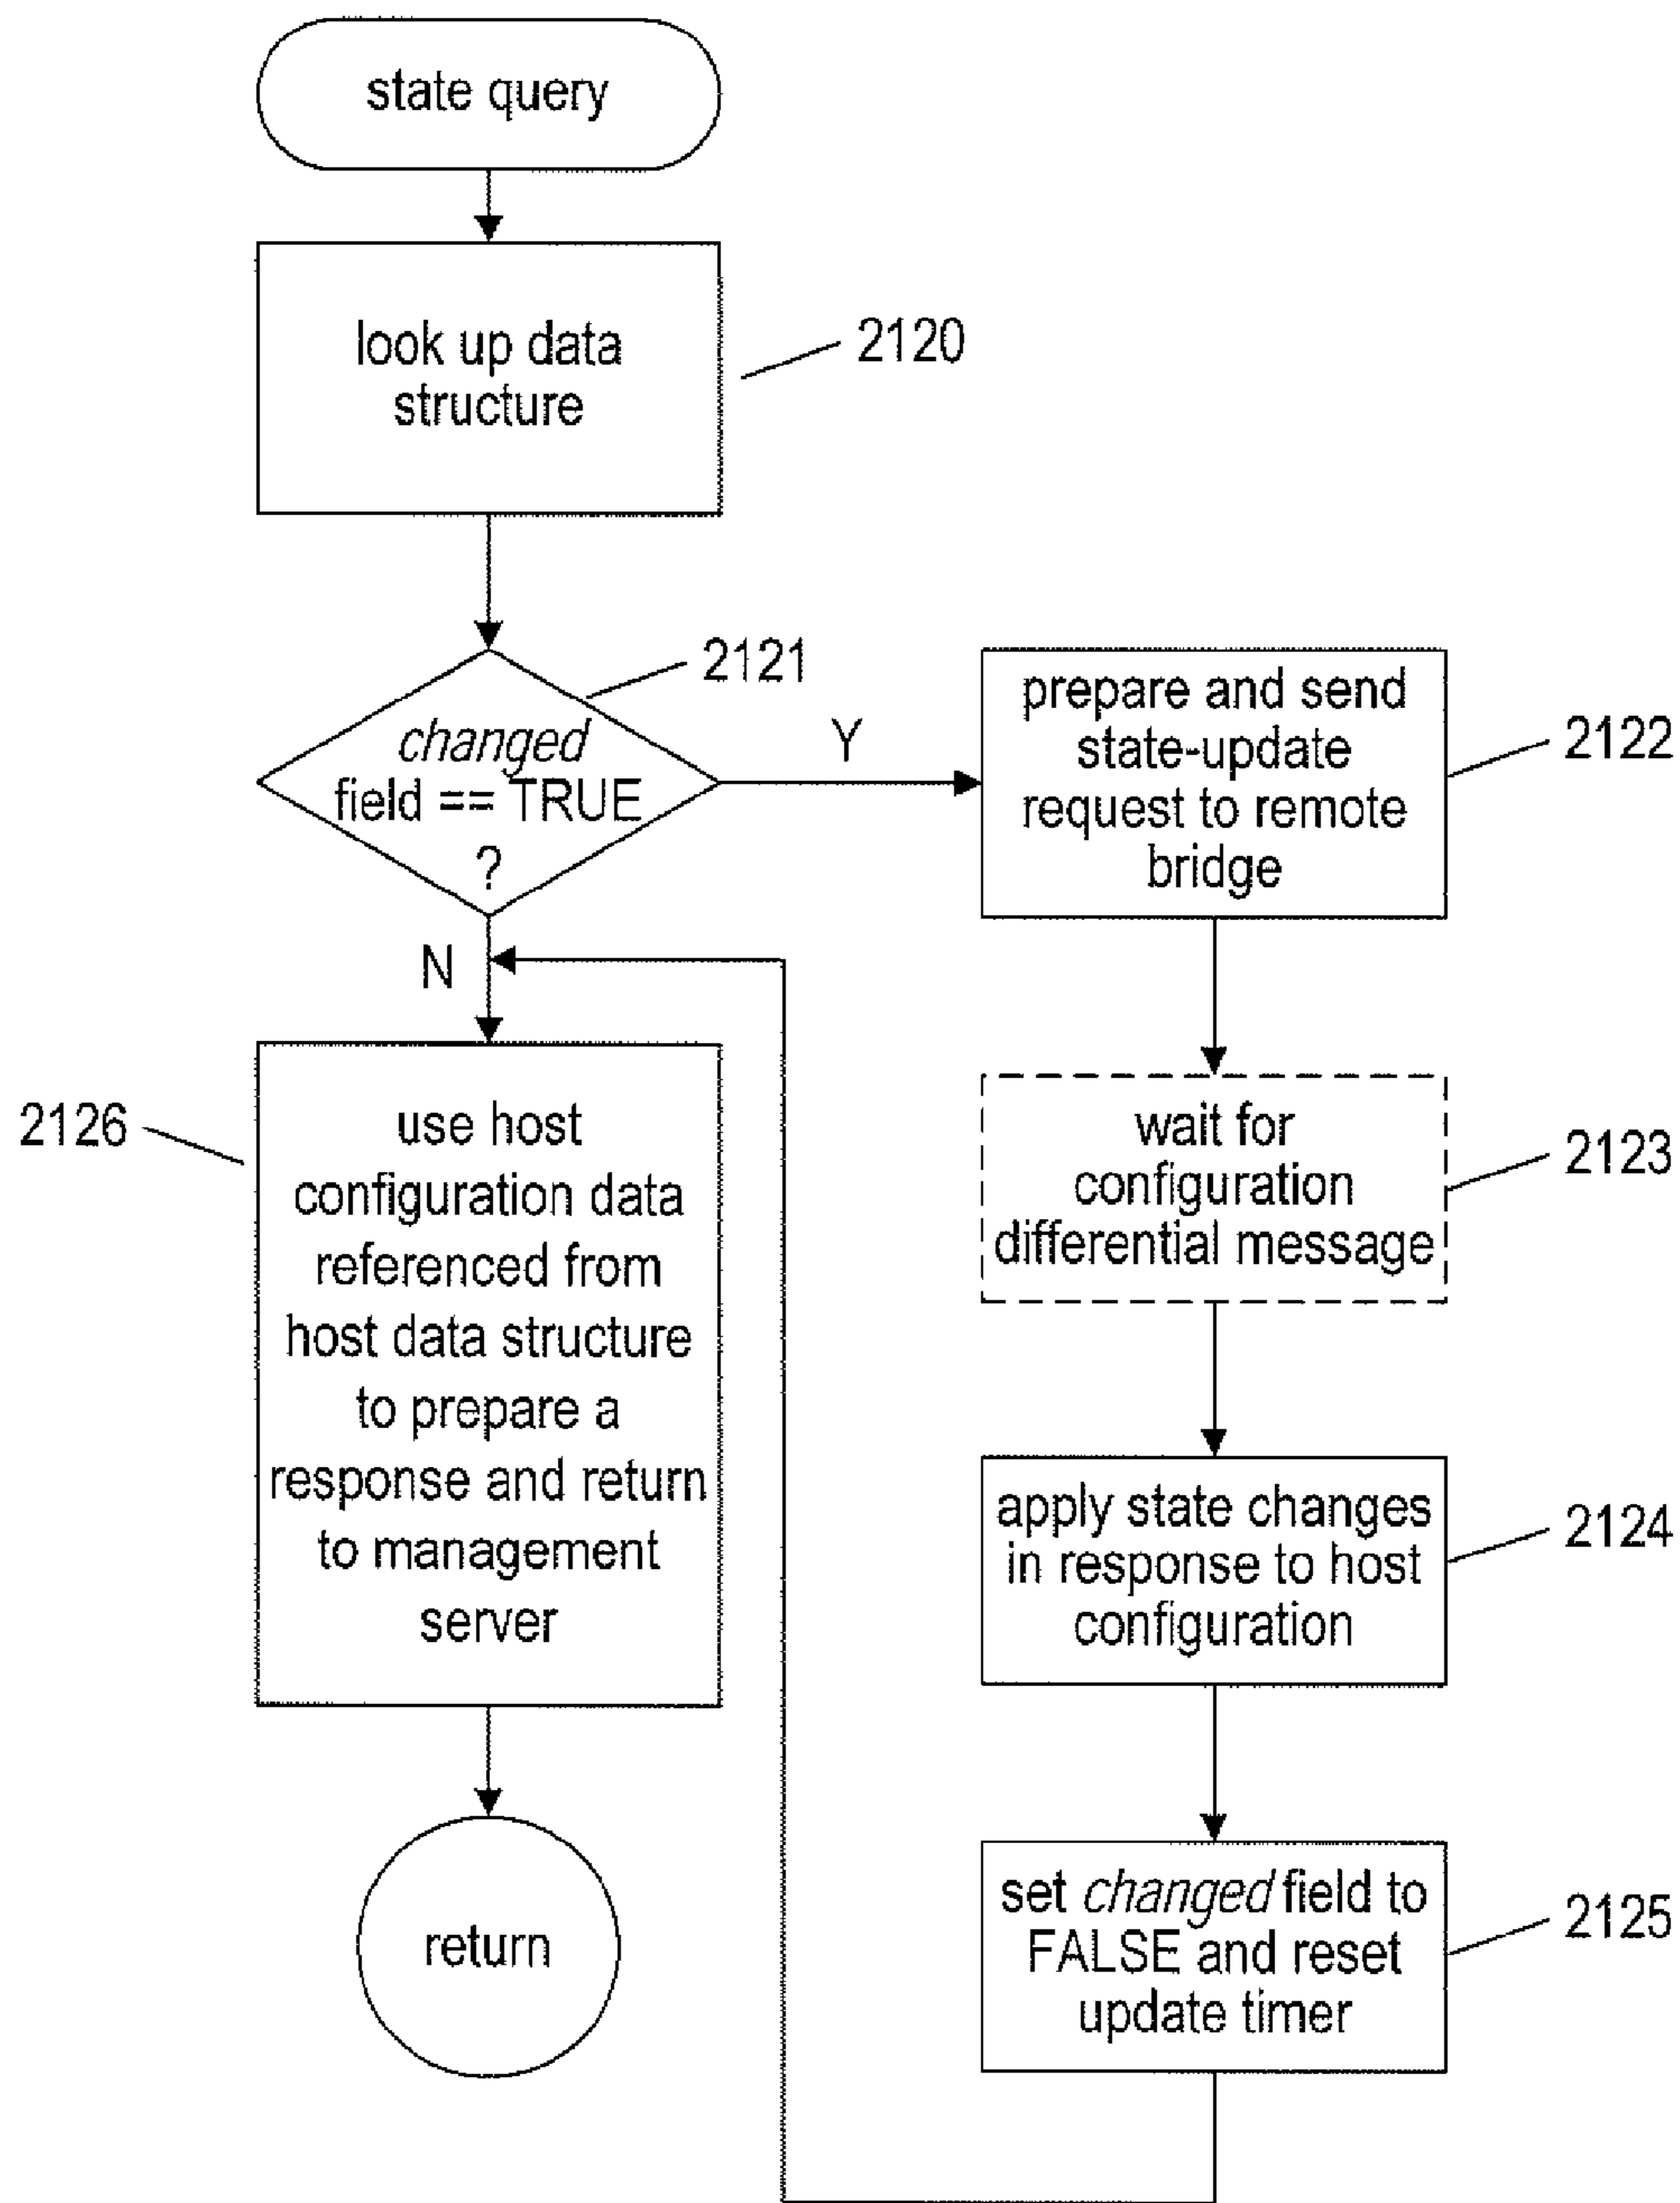 state query
look up data
structure
2120
changed
field == TRUE
?
2121
Y
N
prepare and send
state-update
request to remote
bridge
2122
wait for
configuration
differential message
2123
apply state changes
in response to host
configuration
2124
set changed field to
FALSE and reset
update timer
2125
2126
use host
configuration data
referenced from
host data structure
to prepare a
response and return
to management
server
return